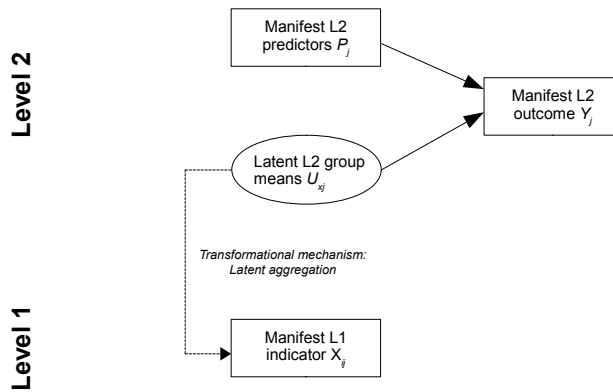 Level 2
Manifest L2
predictors Pj
Manifest L2
outcome Yj
Latent L2 group
means Uxj
Transformational mechanism:
Latent aggregation
Level 1
Manifest L1
indicator Xij